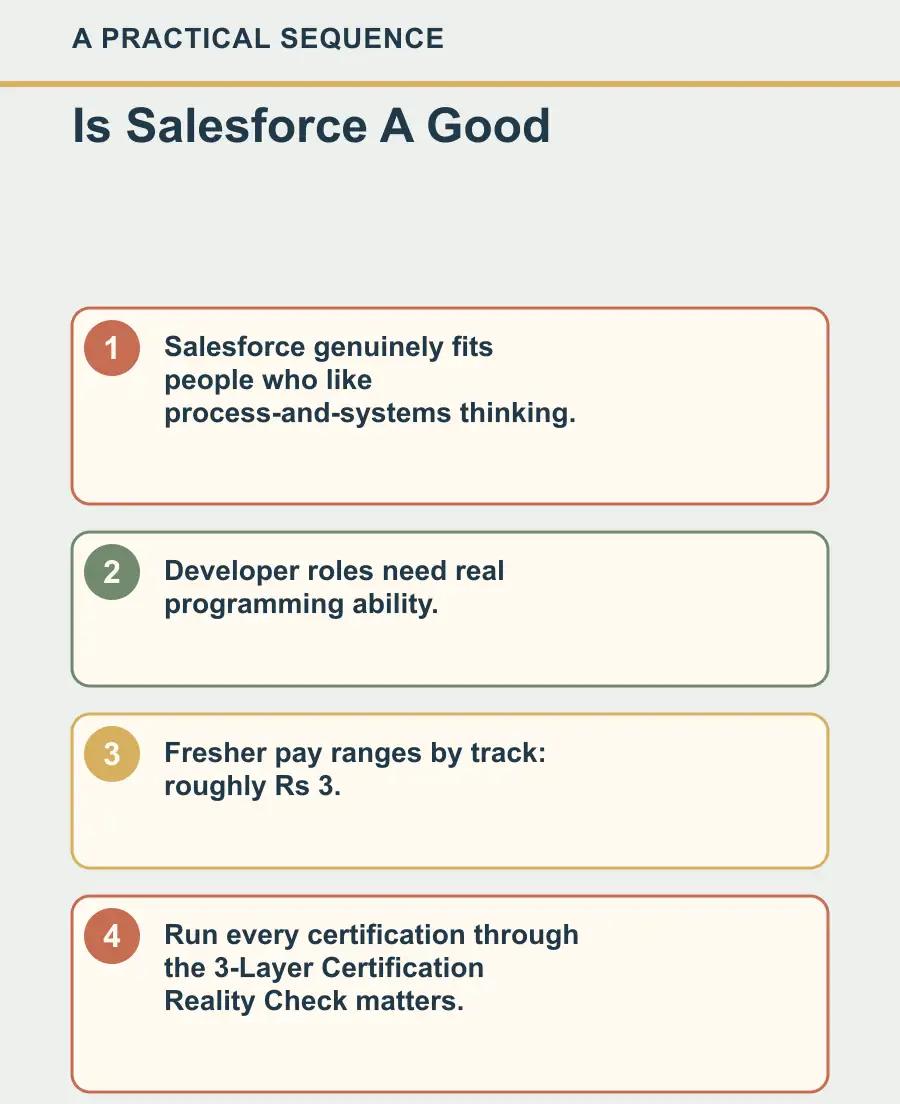 A PRACTICAL SEQUENCE
Is Salesforce A Good
1
Salesforce genuinely fits
people who like
process-and-systems thinking.
2
Developer roles need real
programming ability.
3
Fresher pay ranges by track:
roughly Rs 3.
4
Run every certification through
the 3-Layer Certification
Reality Check matters.